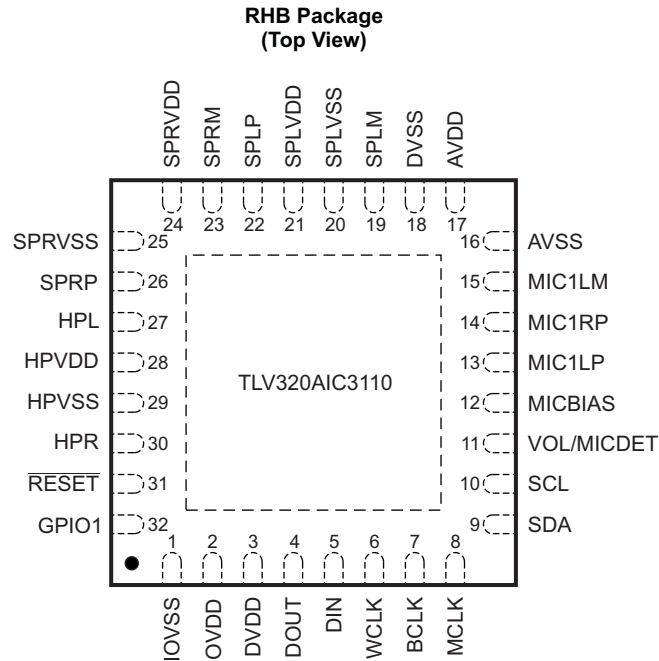 RHB Package
(Top View)
SPRVDD
SPRM
SPLP
SPLVDD
SPLVSS
SPLM
DVSS
AVDD
24 23 22 21 20 19 18 17
SPRVSS 25
SPRP 26
HPL 27
HPVDD 28
HPVSS 29
HPR 30
RESET 31
GPIO1 32
TLV320AIC3110
16 AVSS
15 MIC1LM
14 MIC1RP
13 MIC1LP
12 MICBIAS
11 VOL/MICDET
10 SCL
9 SDA
1 2 3 4 5 6 7 8
IOVSS
OVDD
DVDD
DOUT
DIN
WCLK
BCLK
MCLK